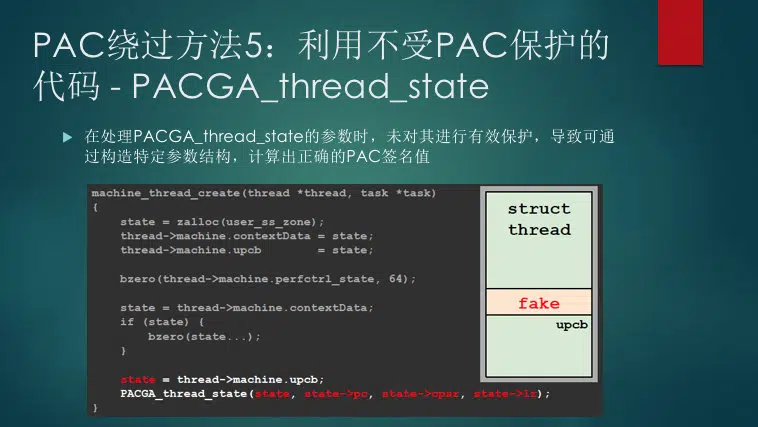 PAC绕过方法5：利用不受PAC保护的
代码 - PACGA_thread_state
在处理PACGA_thread_state的参数时，未对其进行有效保护，导致可通
过构造特定参数结构，计算出正确的PAC签名值
machine_thread_create(thread *thread, task *task)
{
    state = zalloc(user_ss_zone);
    thread->machine.contextData = state;
    thread->machine.upcb        = state;
    bzero(thread->machine.perfctrl_state, 64);
    state = thread->machine.contextData;
    if (state) {
        bzero(state...);
    }
    state = thread->machine.upcb;
    PACGA_thread_state(state, state->pc, state->cpsr, state->lr);
}
struct
thread
fake
upcb